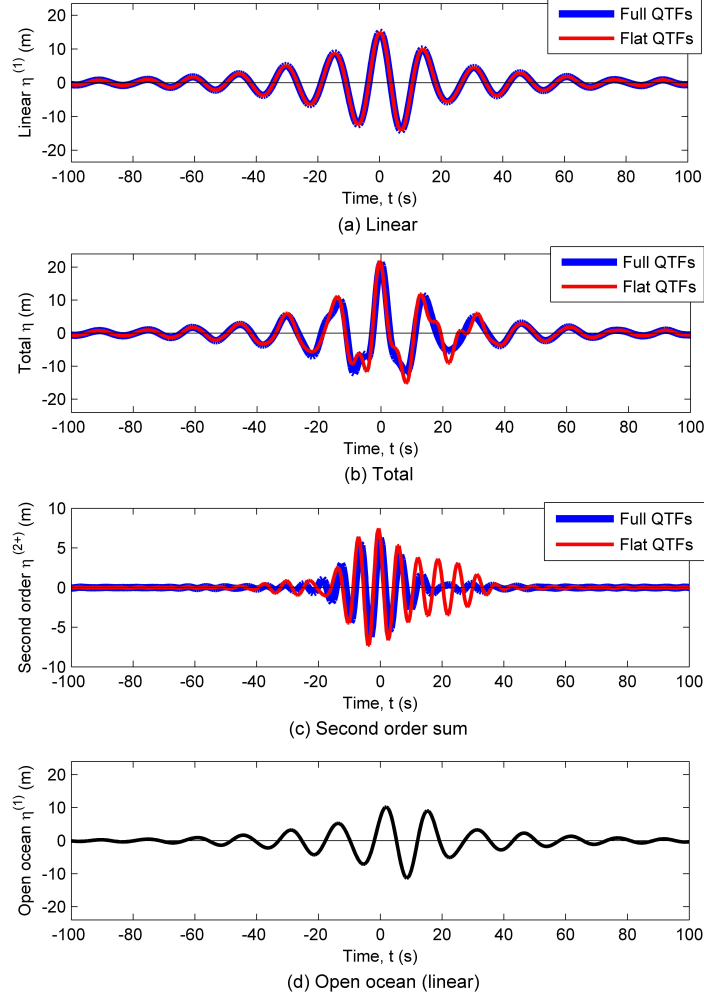 Full QTFs
Flat QTFs
20
10
0
-10
-20
Linear η (1) (m)
-100 -80 -60 -40 -20 0 20 40 60 80 100
Time, t (s)
(a) Linear
Full QTFs
Flat QTFs
20
10
0
-10
-20
Total η (m)
-100 -80 -60 -40 -20 0 20 40 60 80 100
Time, t (s)
(b) Total
Full QTFs
Flat QTFs
10
5
0
-5
-10
Second order η(2+) (m)
-100 -80 -60 -40 -20 0 20 40 60 80 100
Time, t (s)
(c) Second order sum
20
10
0
-10
-20
Open ocean η(1) (m)
-100 -80 -60 -40 -20 0 20 40 60 80 100
Time, t (s)
(d) Open ocean (linear)